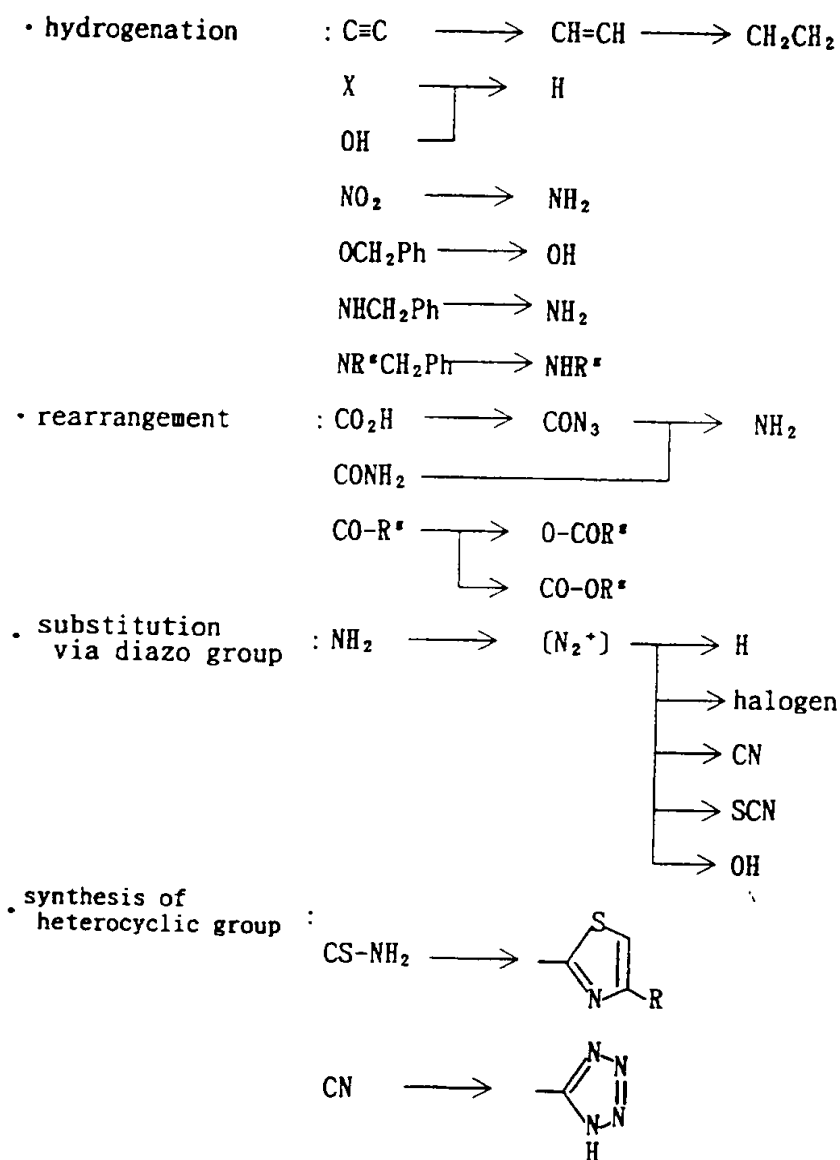 · hydrogenation : C≡C ⟶ CH=CH ⟶ CH₂CH₂
X ⟶ H
OH
NO₂ ⟶ NH₂
OCH₂Ph ⟶ OH
NHCH₂Ph ⟶ NH₂
NR*CH₂Ph ⟶ NHR*
· rearrangement : CO₂H ⟶ CON₃ ⟶ NH₂
CONH₂
CO-R* ⟶ O-COR*
⟶ CO-OR*
· substitution
via diazo group : NH₂ ⟶ (N₂⁺) ⟶ H
⟶ halogen
⟶ CN
⟶ SCN
⟶ OH
· synthesis of
heterocyclic group :
CS-NH₂ ⟶ S N R
CN ⟶ N N N N H